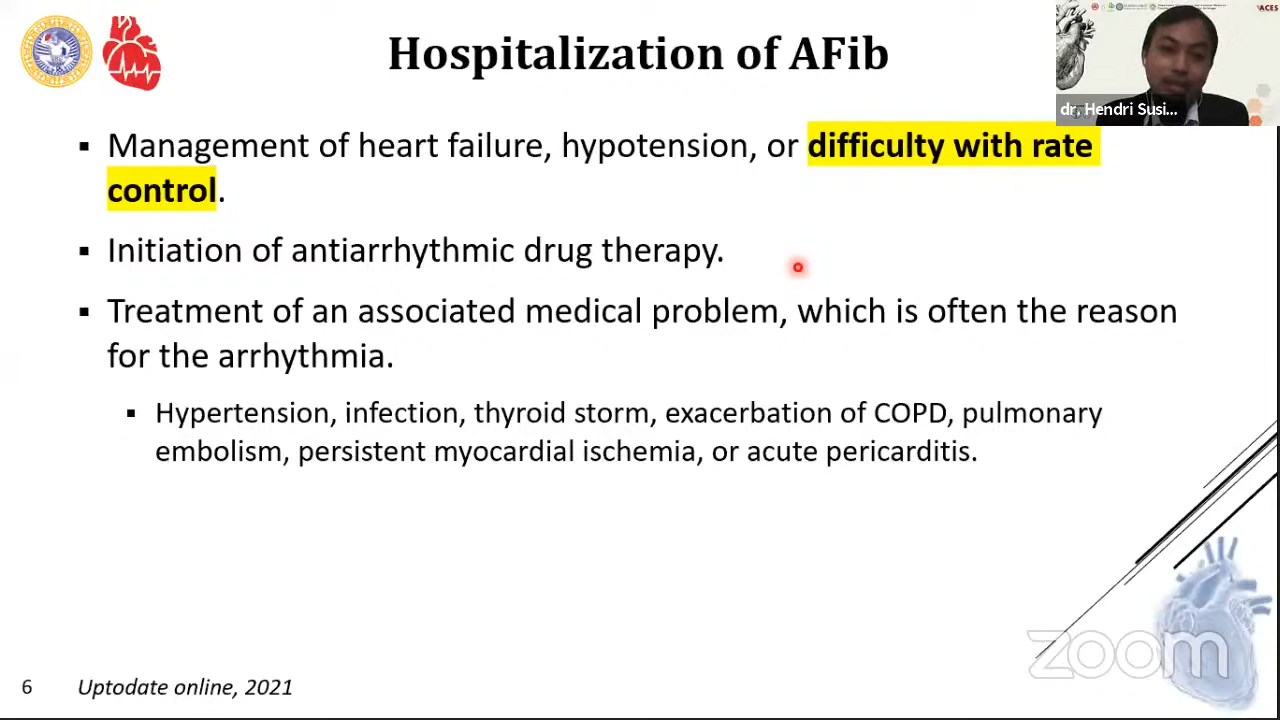 Hospitalization of AFib
ACES
dr, Hendri Susi...
▪ Management of heart failure, hypotension, or difficulty with rate
control.
▪ Initiation of antiarrhythmic drug therapy.
▪ Treatment of an associated medical problem, which is often the reason
for the arrhythmia.
▪ Hypertension, infection, thyroid storm, exacerbation of COPD, pulmonary
embolism, persistent myocardial ischemia, or acute pericarditis.
zoom
6 Uptodate online, 2021